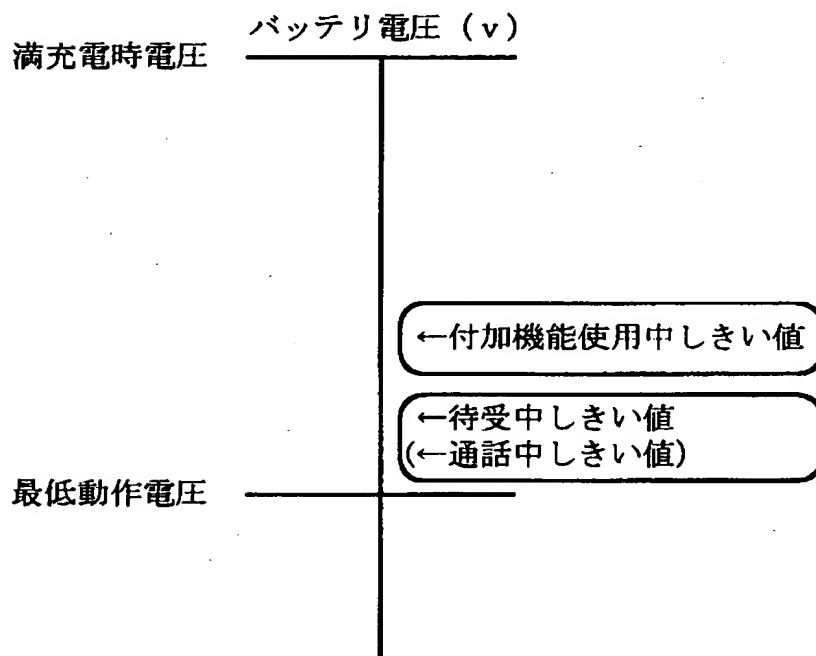 バッテリ電圧(v)
満充電時電圧
←付加機能使用中しきい値
←待受中しきい値
(←通話中しきい値)
最低動作電圧